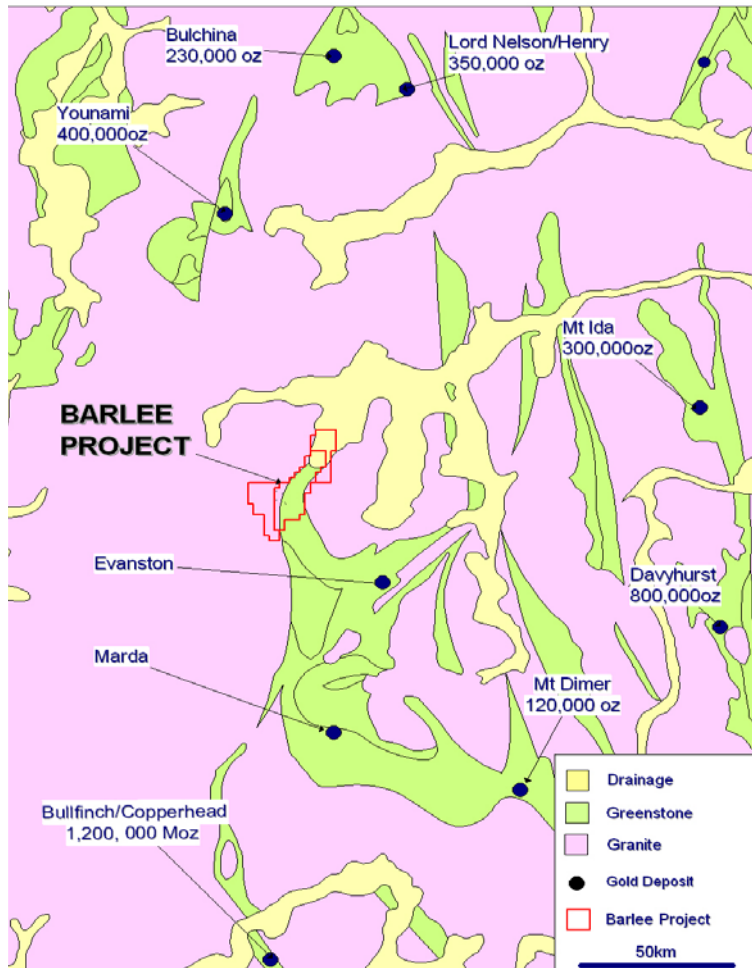 Bulchina
230,000 oz
Lord Nelson/Henry
350,000 oz
Younami
400,000oz
Mt Ida
300,000oz
BARLEE
PROJECT
Evanston
Davyhurst
800,000oz
Marda
Mt Dimer
120,000 oz
Bullfinch/Copperhead
1,200, 000 Moz
Drainage
Greenstone
Granite
Gold Deposit
Barlee Project
50km